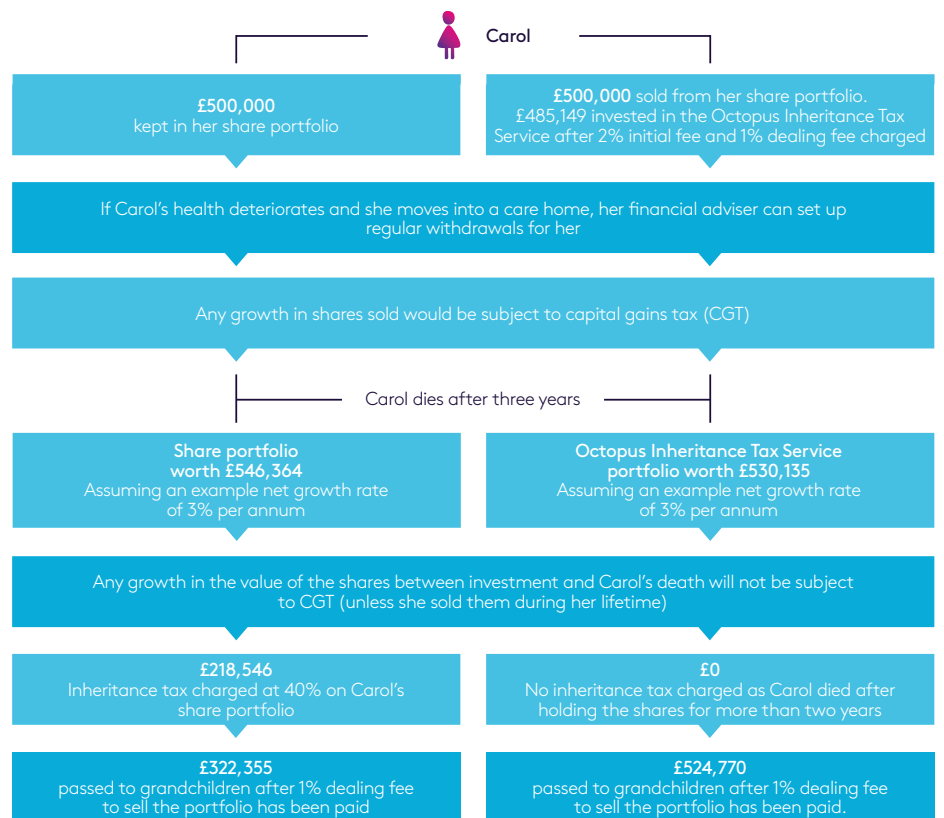 Carol
£500,000
kept in her share portfolio
£500,000 sold from her share portfolio.
£485,149 invested in the Octopus Inheritance Tax
Service after 2% initial fee and 1% dealing fee charged
If Carol's health deteriorates and she moves into a care home, her financial adviser can set up
regular withdrawals for her
Any growth in shares sold would be subject to capital gains tax (CGT)
Carol dies after three years
Share portfolio
worth £546,364
Assuming an example net growth rate
of 3% per annum
Octopus Inheritance Tax Service
portfolio worth £530,135
Assuming an example net growth rate
of 3% per annum
Any growth in the value of the shares between investment and Carol's death will not be subject
to CGT (unless she sold them during her lifetime)
£218,546
Inheritance tax charged at 40% on Carol's
share portfolio
£0
No inheritance tax charged as Carol died after
holding the shares for more than two years
£322,355
passed to grandchildren after 1% dealing fee
to sell the portfolio has been paid
£524,770
passed to grandchildren after 1% dealing fee
to sell the portfolio has been paid.